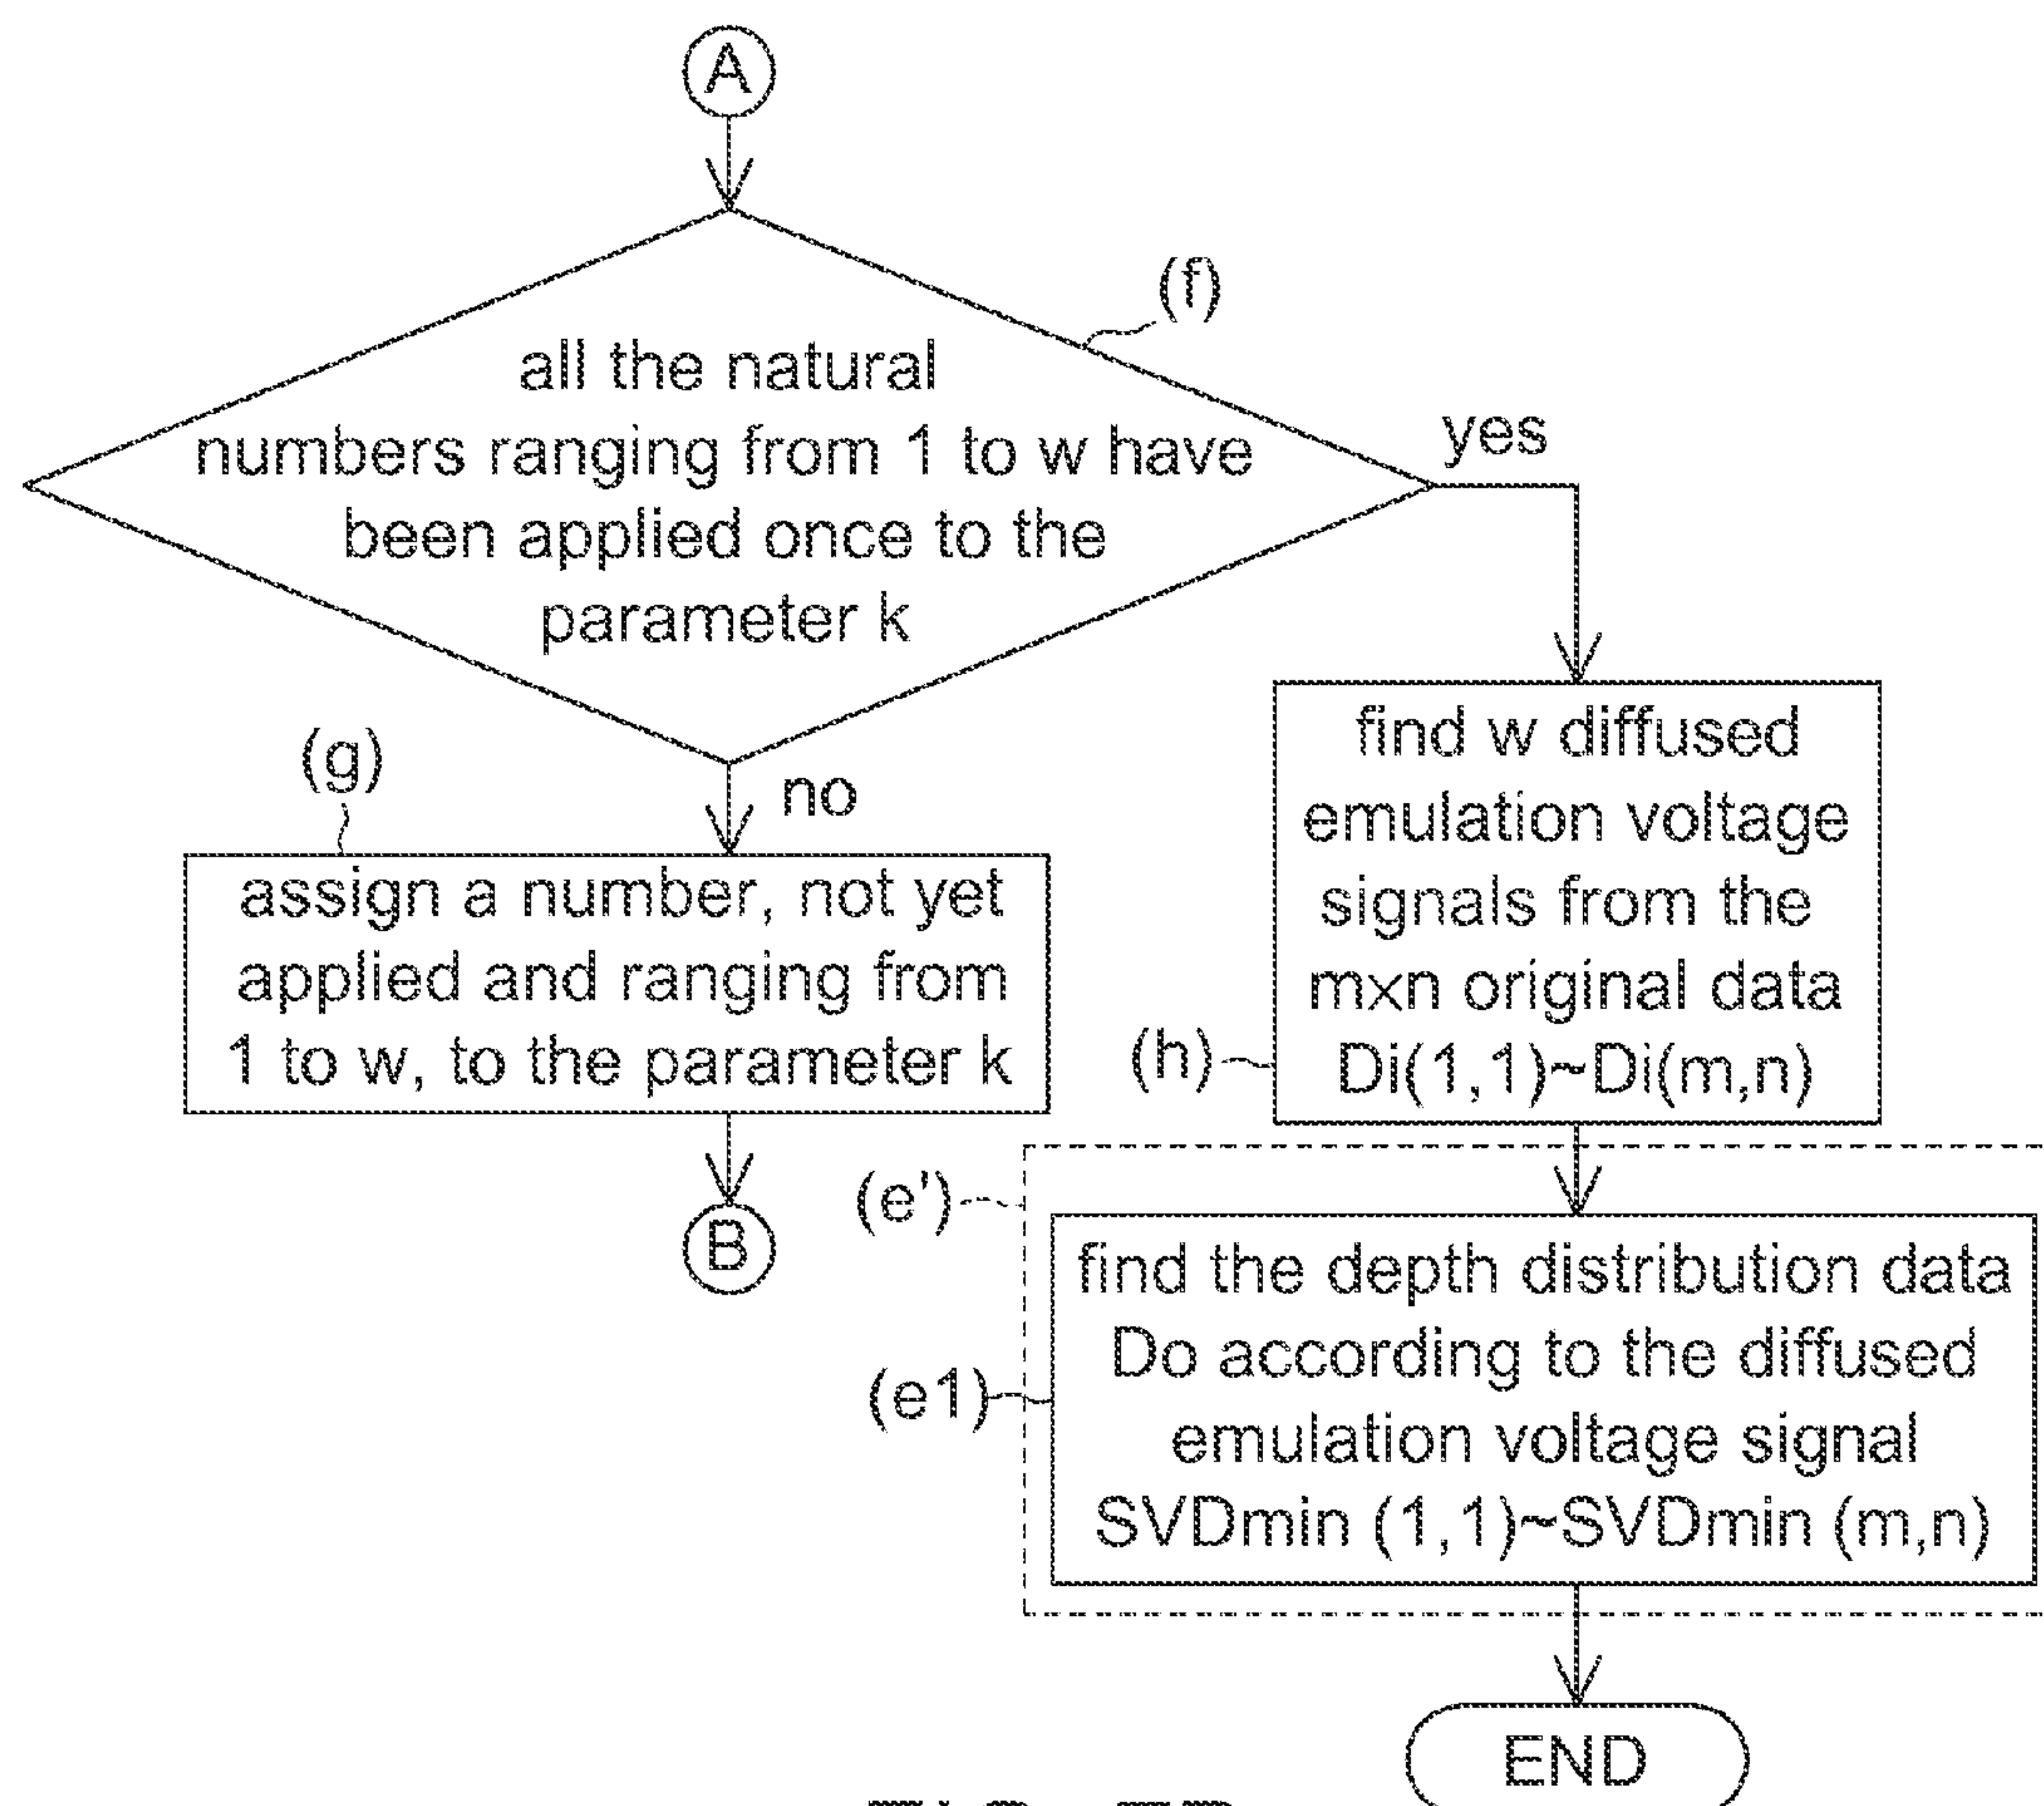 A
(f)
all the natural
numbers ranging from 1 to w have
been applied once to the
parameter k
yes
no
(g)
assign a number, not yet
applied and ranging from
1 to w, to the parameter k
B
find w diffused
emulation voltage
signals from the
m×n original data
Di(1,1)~Di(m,n)
(h)
(e')
(e1)
find the depth distribution data
Do according to the diffused
emulation voltage signal
SVDmin (1,1)~SVDmin (m,n)
END